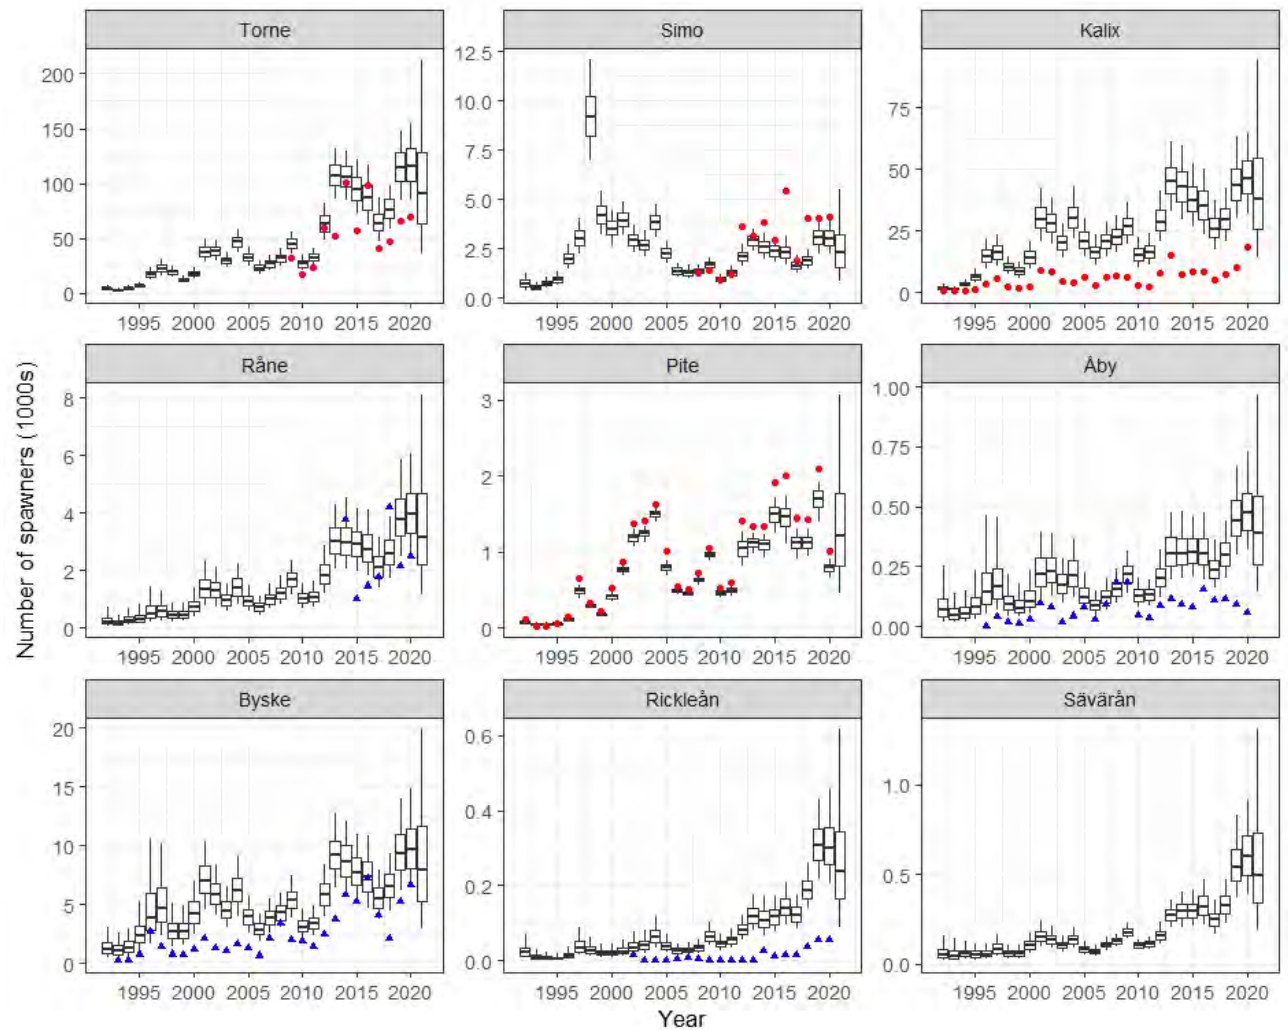 Torne
Simo
Kalix
200
150
100
50
0
12.5
10.0
7.5
5.0
2.5
0.0
75
50
25
0
1995 2000 2005 2010 2015 2020
1995 2000 2005 2010 2015 2020
1995 2000 2005 2010 2015 2020
Number of spawners (1000s)
Råne
Pite
Åby
8
6
4
2
0
3
2
1
0
1.00
0.75
0.50
0.25
0.00
1995 2000 2005 2010 2015 2020
1995 2000 2005 2010 2015 2020
1995 2000 2005 2010 2015 2020
Byske
Rickleån
Sävärån
20
15
10
5
0
0.6
0.4
0.2
0.0
1.0
0.5
0.0
1995 2000 2005 2010 2015 2020
1995 2000 2005 2010 2015 2020
1995 2000 2005 2010 2015 2020
Year